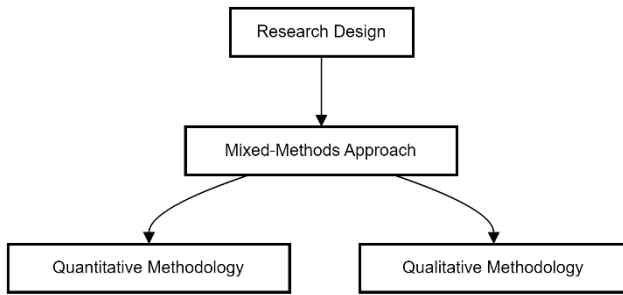 Research Design
Mixed-Methods Approach
Quantitative Methodology
Qualitative Methodology